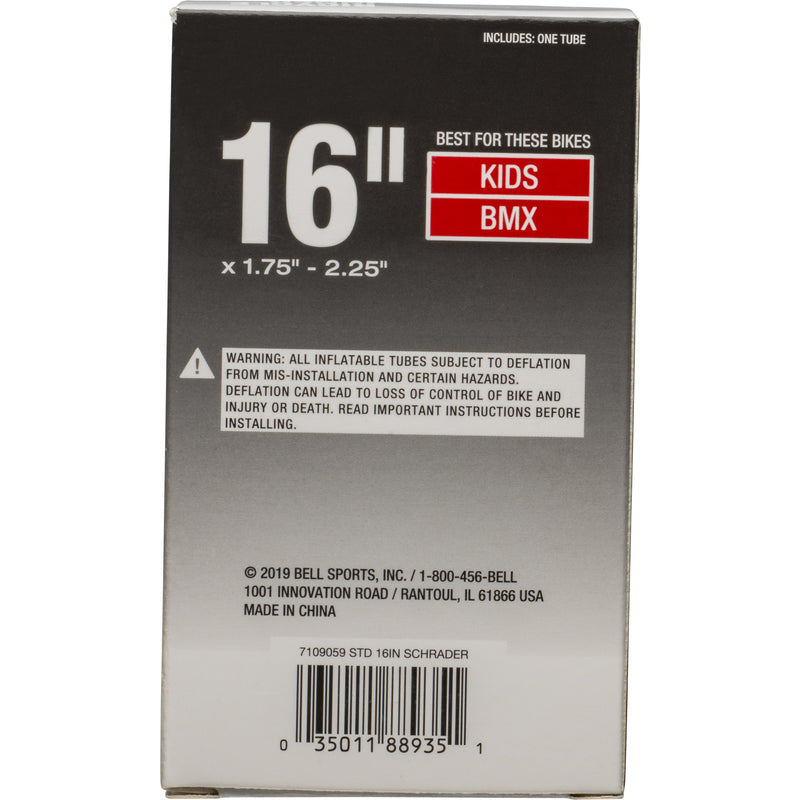 INCLUDES: ONE TUBE
16"
x 1.75" - 2.25"
BEST FOR THESE BIKES
KIDS
BMX
WARNING: ALL INFLATABLE TUBES SUBJECT TO DEFLATION
FROM MIS-INSTALLATION AND CERTAIN HAZARDS.
DEFLATION CAN LEAD TO LOSS OF CONTROL OF BIKE AND
INJURY OR DEATH. READ IMPORTANT INSTRUCTIONS BEFORE
INSTALLING.
© 2019 BELL SPORTS, INC. / 1-800-456-BELL
1001 INNOVATION ROAD / RANTOUL, IL 61866 USA
MADE IN CHINA
7109059 STD 16IN SCHRADER
0 35011 88935 1